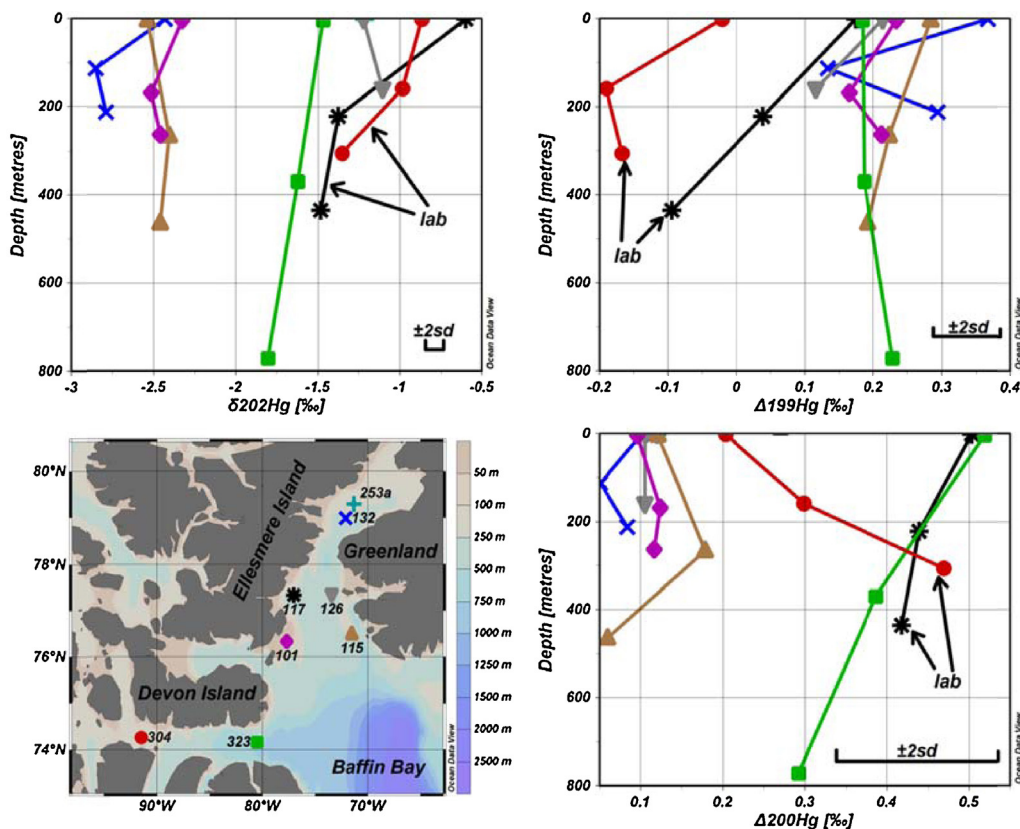 0
200
400
600
800
Depth [metres]
-3
-2.5
-2
-1.5
-1
-0.5
δ202Hg [‰]
lab
±2sd
Ocean Data View
0
200
400
600
800
Depth [metres]
-0.2
-0.1
0
0.1
0.2
0.3
0.4
Δ199Hg [‰]
lab
±2sd
Ocean Data View
80°N
78°N
76°N
74°N
90°W
80°W
70°W
Ellesmere Island
Greenland
Devon Island
Baffin Bay
253a
132
117
126
101
115
304
323
50 m
100 m
250 m
500 m
750 m
1000 m
1250 m
1500 m
2000 m
2500 m
Ocean Data View
0
200
400
600
800
Depth [metres]
0.1
0.2
0.3
0.4
0.5
Δ200Hg [‰]
lab
±2sd
Ocean Data View